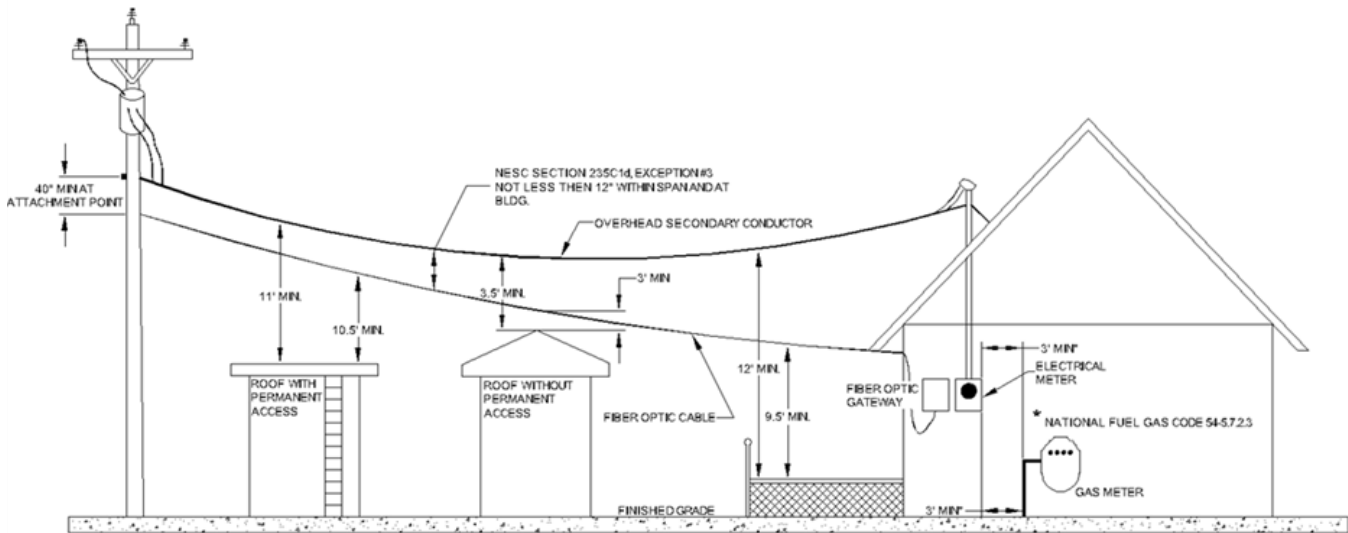 NESC SECTION 235C1d, EXCEPTION #3
NOT LESS THEN 12" WITHIN SPAN AND AT
BLDG.
40" MIN AT
ATTACHMENT POINT
OVERHEAD SECONDARY CONDUCTOR
3' MIN
3.5' MIN.
11' MIN.
10.5' MIN.
12' MIN.
9.5' MIN.
3' MIN*
ELECTRICAL
METER
ROOF WITH
PERMANENT
ACCESS
ROOF WITHOUT
PERMANENT
ACCESS
FIBER OPTIC
GATEWAY
FIBER OPTIC CABLE
* NATIONAL FUEL GAS CODE 54-5.7.2.3
GAS METER
FINISHED GRADE
3' MIN*